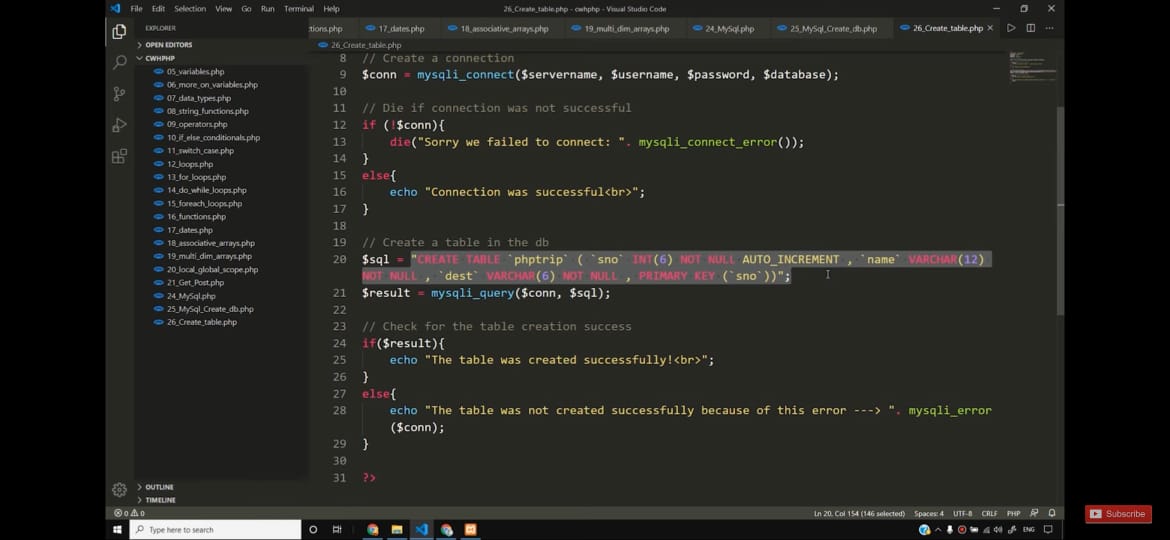 File Edit Selection View Go Run Terminal Help
26_Create_table.php - cwhphp - Visual Studio Code
EXPLORER
OPEN EDITORS
CWHPHP
05_variables.php
06_more_on_variables.php
07_data_types.php
08_string_functions.php
09_operators.php
10_if_else_conditionals.php
11_switch_case.php
12_loops.php
13_for_loops.php
14_do_while_loops.php
15_foreach_loops.php
16_functions.php
17_dates.php
18_associative_arrays.php
19_multi_dim_arrays.php
20_local_global_scope.php
21_Get_Post.php
24_MySql.php
25_MySql_Create_db.php
26_Create_table.php
OUTLINE
TIMELINE
ctions.php 17_dates.php 18_associative_arrays.php 19_multi_dim_arrays.php 24_MySql.php 25_MySql_Create_db.php 26_Create_table.php
26_Create_table.php
8 // Create a connection
9 $conn = mysqli_connect($servername, $username, $password, $database);
10
11 // Die if connection was not successful
12 if (!$conn){
13 die("Sorry we failed to connect: ". mysqli_connect_error());
14 }
15 else{
16 echo "Connection was successful<br>";
17 }
18
19 // Create a table in the db
20 $sql = "CREATE TABLE `phptrip` ( `sno` INT(6) NOT NULL AUTO_INCREMENT , `name` VARCHAR(12)
NOT NULL , `dest` VARCHAR(6) NOT NULL , PRIMARY KEY (`sno`))";
21 $result = mysqli_query($conn, $sql);
22
23 // Check for the table creation success
24 if($result){
25 echo "The table was created successfully!<br>";
26 }
27 else{
28 echo "The table was not created successfully because of this error ---> ". mysqli_error
($conn);
29 }
30
31 ?>
0 0
Ln 20, Col 154 (146 selected) Spaces: 4 UTF-8 CRLF PHP
Type here to search
ENG
Subscribe